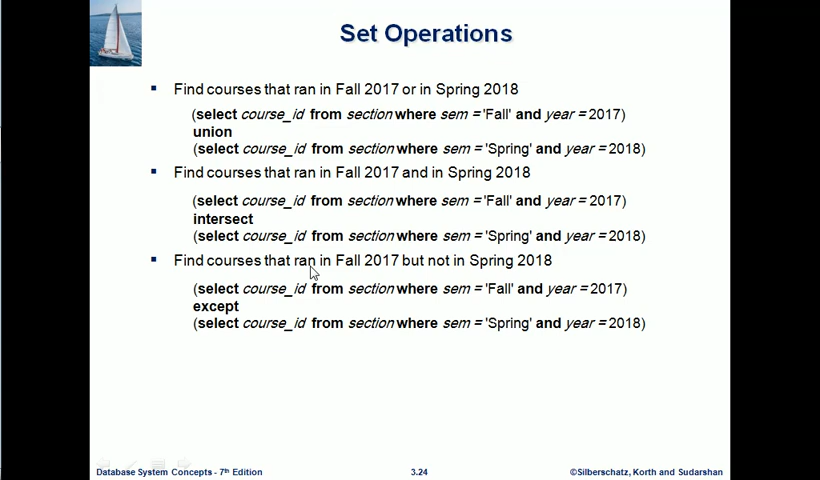 Set Operations
▪ Find courses that ran in Fall 2017 or in Spring 2018
(select course_id from section where sem = 'Fall' and year = 2017)
union
(select course_id from section where sem = 'Spring' and year = 2018)
▪ Find courses that ran in Fall 2017 and in Spring 2018
(select course_id from section where sem = 'Fall' and year = 2017)
intersect
(select course_id from section where sem = 'Spring' and year = 2018)
▪ Find courses that ran in Fall 2017 but not in Spring 2018
(select course_id from section where sem = 'Fall' and year = 2017)
except
(select course_id from section where sem = 'Spring' and year = 2018)
Database System Concepts - 7th Edition
3.24
©Silberschatz, Korth and Sudarshan